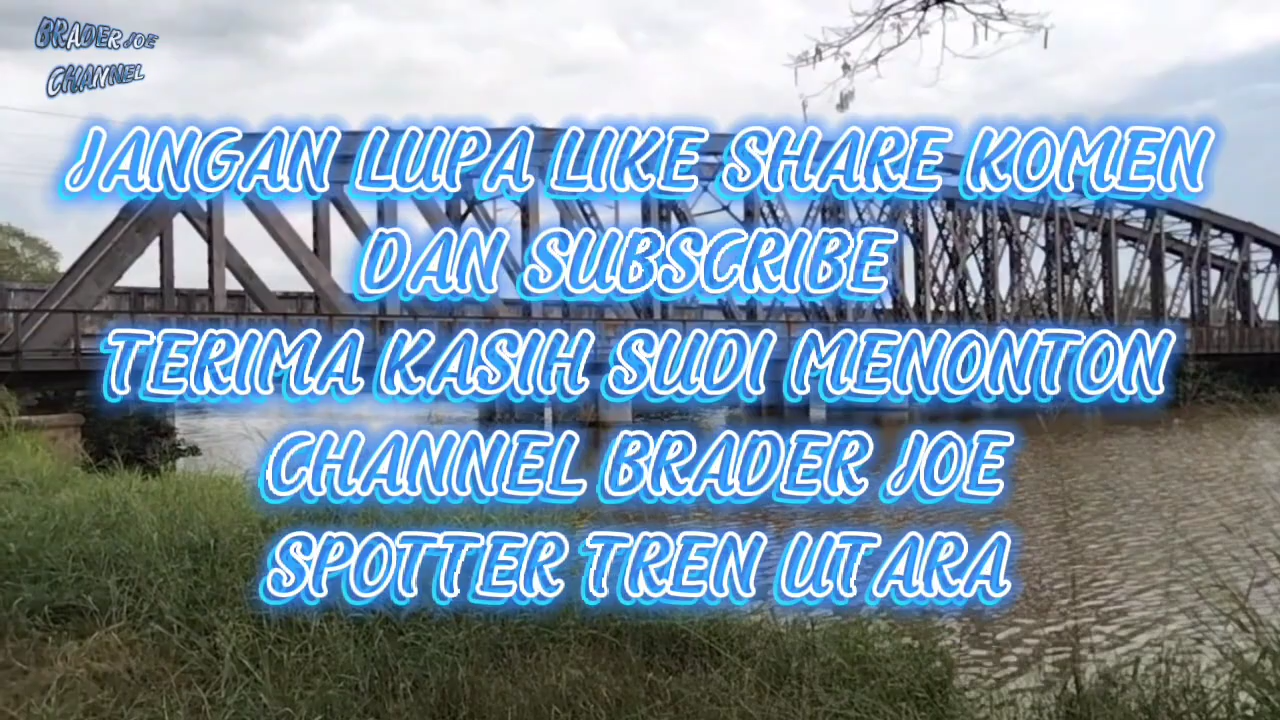 BRADER JOE
CHANNEL
JANGAN LUPA LIKE SHARE KOMEN
DAN SUBSCRIBE
TERIMA KASIH SUDI MENONTON
CHANNEL BRADER JOE
SPOTTER TREN UTARA